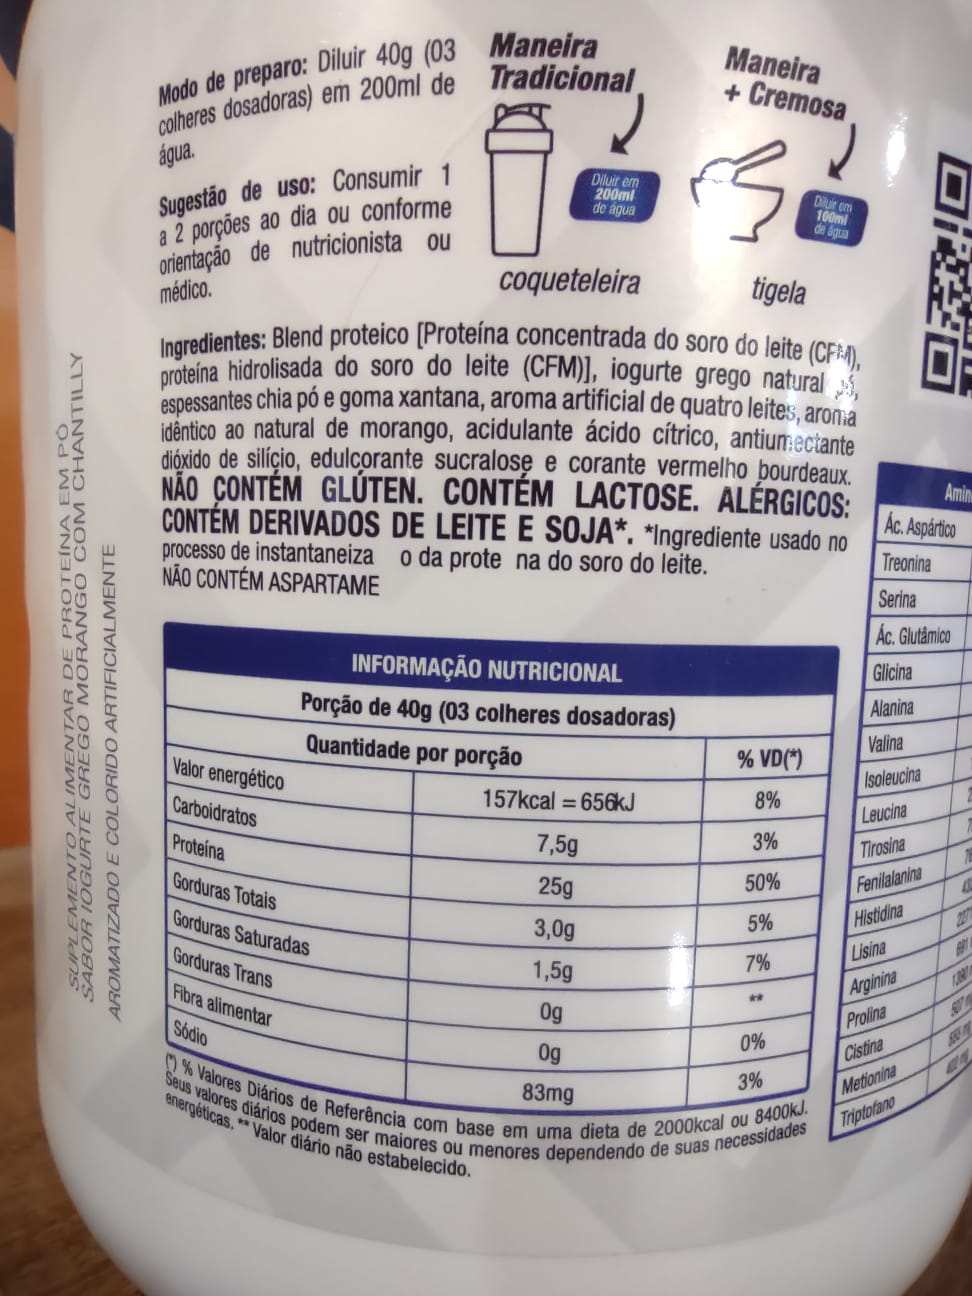 Modo de preparo: Diluir 40g (03
colheres dosadoras) em 200ml de
água.
Sugestão de uso: Consumir 1
a 2 porções ao dia ou conforme
orientação de nutricionista ou
médico.
Maneira
Tradicional
Diluir em
200ml
de água
coqueteleira
Maneira
+ Cremosa
Diluir em
100ml
de água
tigela
Ingredientes: Blend proteico [Proteína concentrada do soro do leite (CFM),
proteína hidrolisada do soro do leite (CFM)], iogurte grego natural pó,
espessantes chia pó e goma xantana, aroma artificial de quatro leites, aroma
idêntico ao natural de morango, acidulante ácido cítrico, antiumectante
dióxido de silício, edulcorante sucralose e corante vermelho bourdeaux.
NÃO CONTÉM GLÚTEN. CONTÉM LACTOSE. ALÉRGICOS:
CONTÉM DERIVADOS DE LEITE E SOJA*. *Ingrediente usado no
processo de instantaneiza o da prote na do soro do leite.
NÃO CONTÉM ASPARTAME
SUPLEMENTO ALIMENTAR DE PROTEÍNA EM PÓ
SABOR IOGURTE GREGO MORANGO COM CHANTILLY
AROMATIZADO E COLORIDO ARTIFICIALMENTE
INFORMAÇÃO NUTRICIONAL
Porção de 40g (03 colheres dosadoras)
Quantidade por porção % VD(*)
Valor energético 157kcal = 656kJ 8%
Carboidratos 7,5g 3%
Proteína 25g 50%
Gorduras Totais 3,0g 5%
Gorduras Saturadas 1,5g 7%
Gorduras Trans 0g **
Fibra alimentar 0g 0%
Sódio 83mg 3%
(*) % Valores Diários de Referência com base em uma dieta de 2000kcal ou 8400kJ.
Seus valores diários podem ser maiores ou menores dependendo de suas necessidades
energéticas. ** Valor diário não estabelecido.
Ác. Aspártico
Treonina
Serina
Ác. Glutâmico
Glicina
Alanina
Valina
Isoleucina
Leucina
Tirosina
Fenilalanina
Histidina
Lisina
Arginina
Prolina
Cistina
Metionina
Triptofano